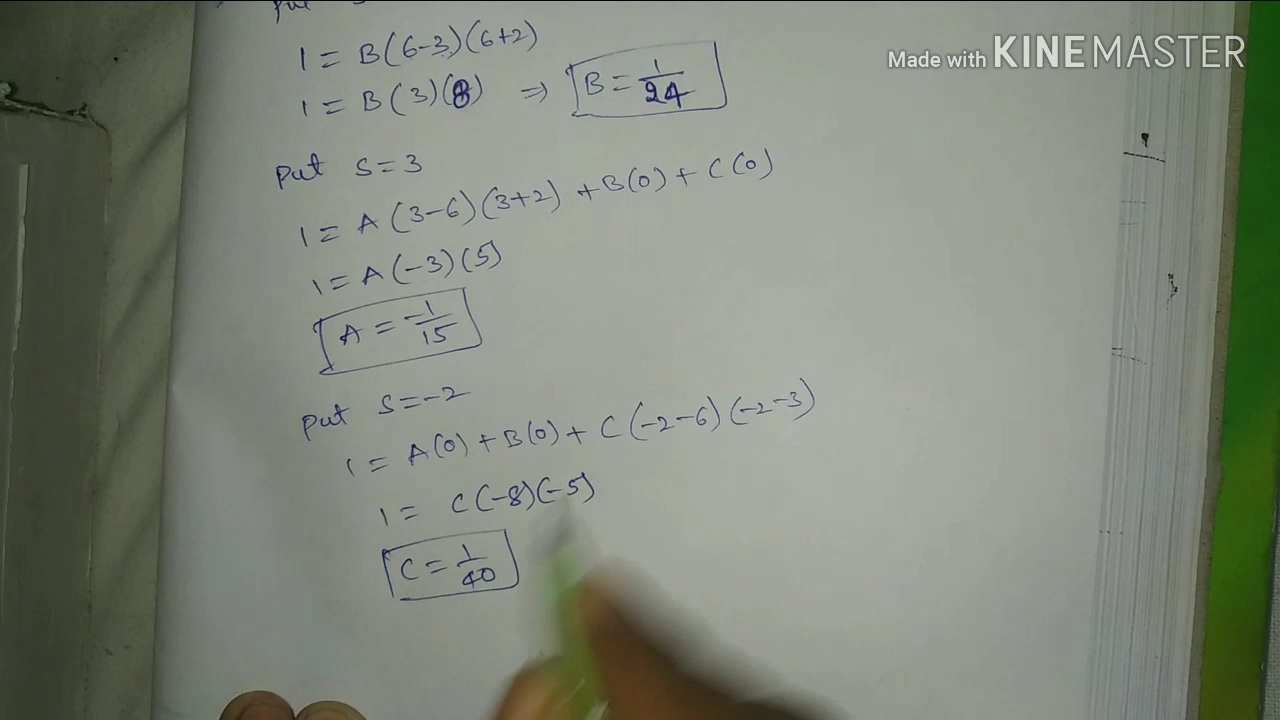 put
1 = B(6-3)(6+2)
Made with KINEMASTER
1 = B(3)(8) ⇒ B = 1/24
put S=3
1 = A(3-6)(3+2) + B(0) + C(0)
1 = A(-3)(5)
A = -1/15
put S=-2
1 = A(0) + B(0) + C(-2-6)(-2-3)
1 = C(-8)(-5)
C = 1/40